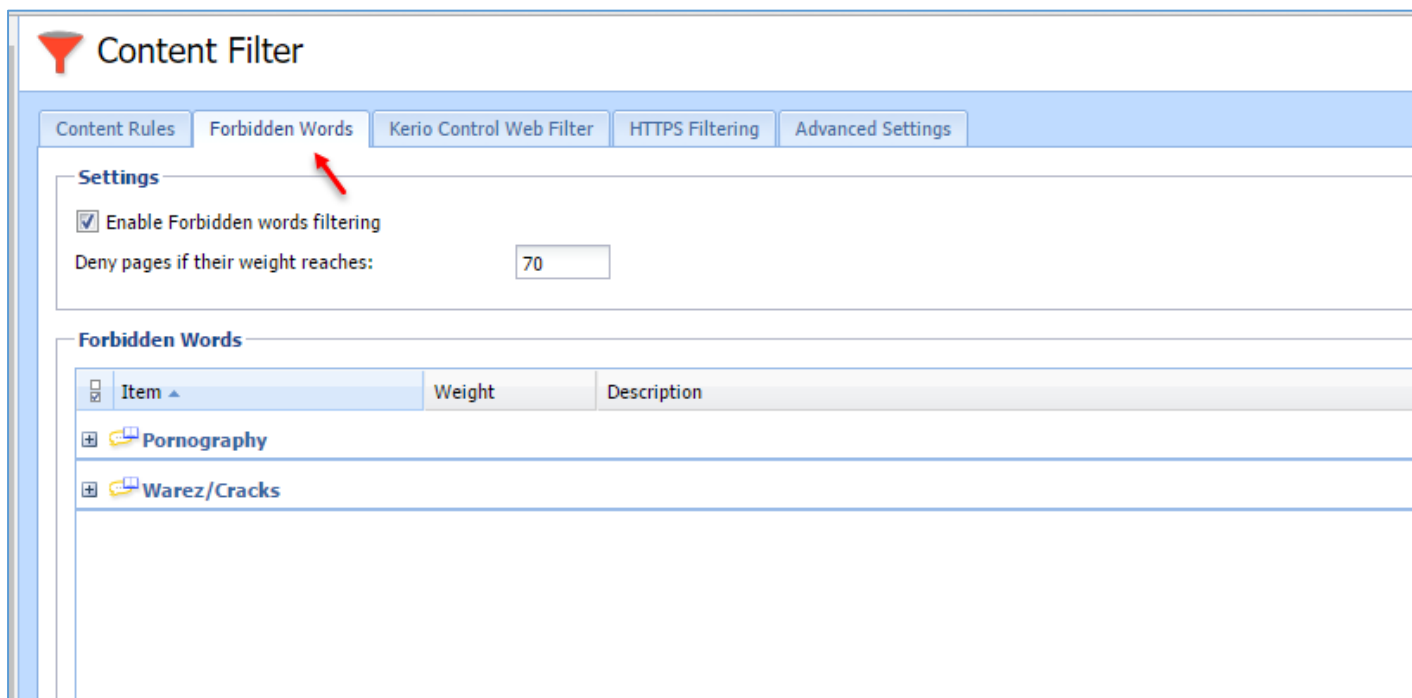 Content Filter
Content Rules Forbidden Words Kerio Control Web Filter HTTPS Filtering Advanced Settings
Settings
Enable Forbidden words filtering
Deny pages if their weight reaches: 70
Forbidden Words
Item Weight Description
Pornography
Warez/Cracks